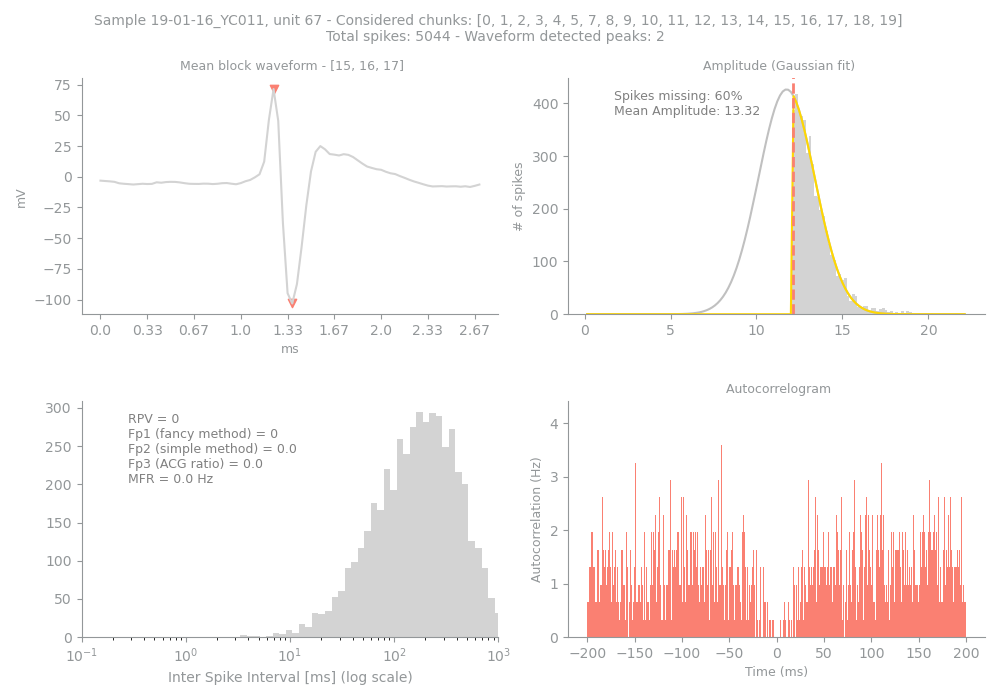 Sample 19-01-16_YC011, unit 67 - Considered chunks: [0, 1, 2, 3, 4, 5, 7, 8, 9, 10, 11, 12, 13, 14, 15, 16, 17, 18, 19]
Total spikes: 5044 - Waveform detected peaks: 2
Mean block waveform - [15, 16, 17]
75
50
25
0
−25
−50
−75
−100
mV
0.0 0.33 0.67 1.0 1.33 1.67 2.0 2.33 2.67
ms
Amplitude (Gaussian fit)
Spikes missing: 60%
Mean Amplitude: 13.32
400
300
200
100
0
# of spikes
0 5 10 15 20
300
250
200
150
100
50
0
RPV = 0
Fp1 (fancy method) = 0
Fp2 (simple method) = 0.0
Fp3 (ACG ratio) = 0.0
MFR = 0.0 Hz
10⁻¹ 10⁰ 10¹ 10² 10³
Inter Spike Interval [ms] (log scale)
Autocorrelogram
4
3
2
1
0
Autocorrelation (Hz)
−200 −150 −100 −50 0 50 100 150 200
Time (ms)